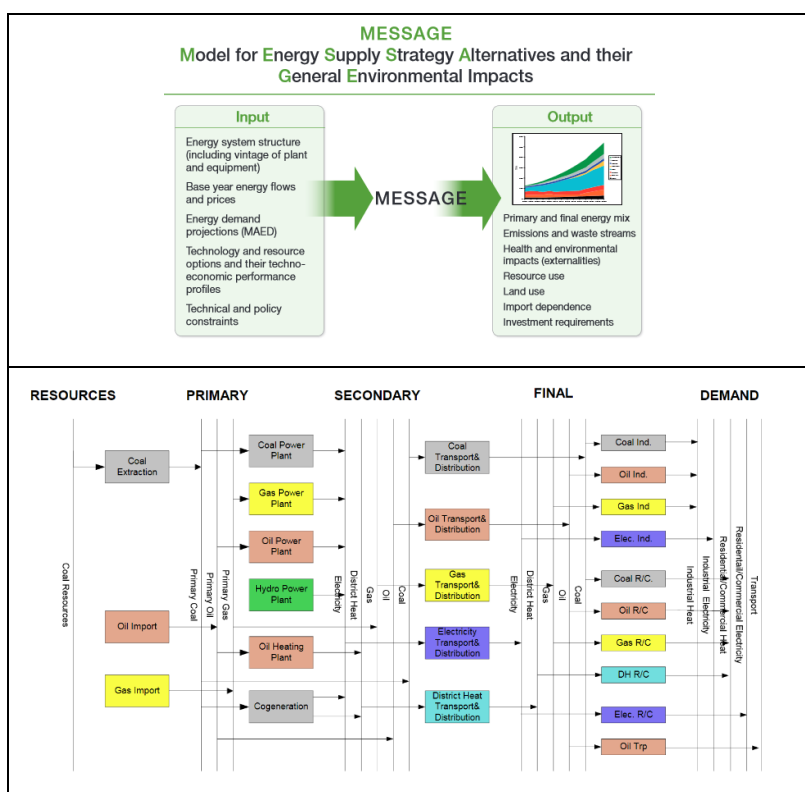 MESSAGE
Model for Energy Supply Strategy Alternatives and their
General Environmental Impacts
Input
Energy system structure
(including vintage of plant
and equipment)
Base year energy flows
and prices
Energy demand
projections (MAED)
Technology and resource
options and their techno-
economic performance
profiles
Technical and policy
constraints
MESSAGE
Output
Primary and final energy mix
Emissions and waste streams
Health and environmental
impacts (externalities)
Resource use
Land use
Import dependence
Investment requirements
RESOURCES
PRIMARY
SECONDARY
FINAL
DEMAND
Coal Resources
Coal
Extraction
Oil Import
Gas Import
Primary Coal
Primary Oil
Primary Gas
Coal Power
Plant
Gas Power
Plant
Oil Power
Plant
Hydro Power
Plant
Oil Heating
Plant
Cogeneration
Electricity
District Heat
Gas
Oil
Coal
Coal
Transport&
Distribution
Oil Transport&
Distribution
Gas
Transport&
Distribution
Electricity
Transport&
Distribution
District Heat
Transport&
Distribution
Electricity
District Heat
Gas
Oil
Coal
Coal Ind.
Oil Ind.
Gas Ind
Elec. Ind.
Coal R/C.
Oil R/C
Gas R/C
DH R/C
Elec. R/C
Oil Trp
Industrial Heat
Industrial Electricity
Residential/Commercial Heat
Residentail/Commercial Electricity
Transport